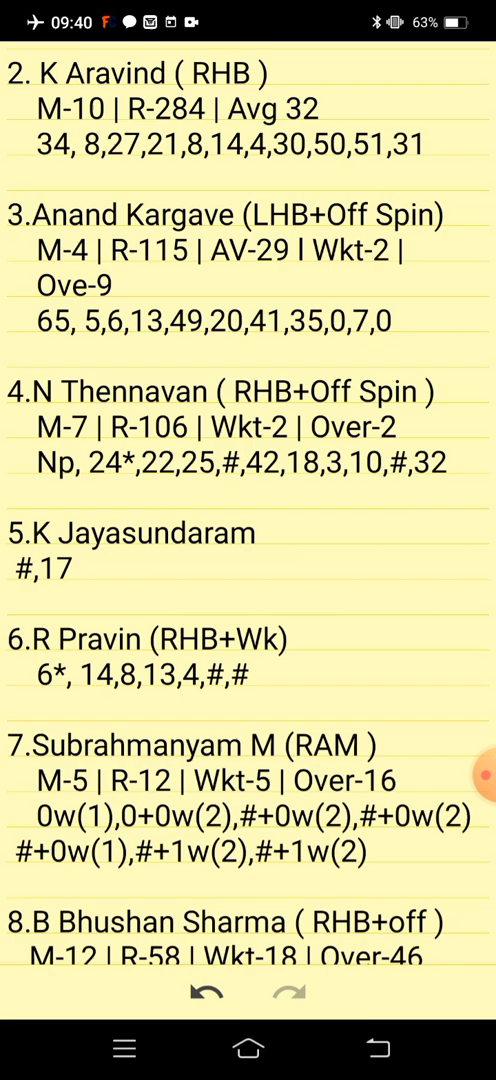 09:40 F 63%
2. K Aravind ( RHB )
M-10 | R-284 | Avg 32
34, 8,27,21,8,14,4,30,50,51,31
3.Anand Kargave (LHB+Off Spin)
M-4 | R-115 | AV-29 l Wkt-2 |
Ove-9
65, 5,6,13,49,20,41,35,0,7,0
4.N Thennavan ( RHB+Off Spin )
M-7 | R-106 | Wkt-2 | Over-2
Np, 24*,22,25,#,42,18,3,10,#,32
5.K Jayasundaram
#,17
6.R Pravin (RHB+Wk)
6*, 14,8,13,4,#,#
7.Subrahmanyam M (RAM )
M-5 | R-12 | Wkt-5 | Over-16
0w(1),0+0w(2),#+0w(2),#+0w(2)
#+0w(1),#+1w(2),#+1w(2)
8.B Bhushan Sharma ( RHB+off )
M-12 | R-58 | Wkt-18 | Over-46